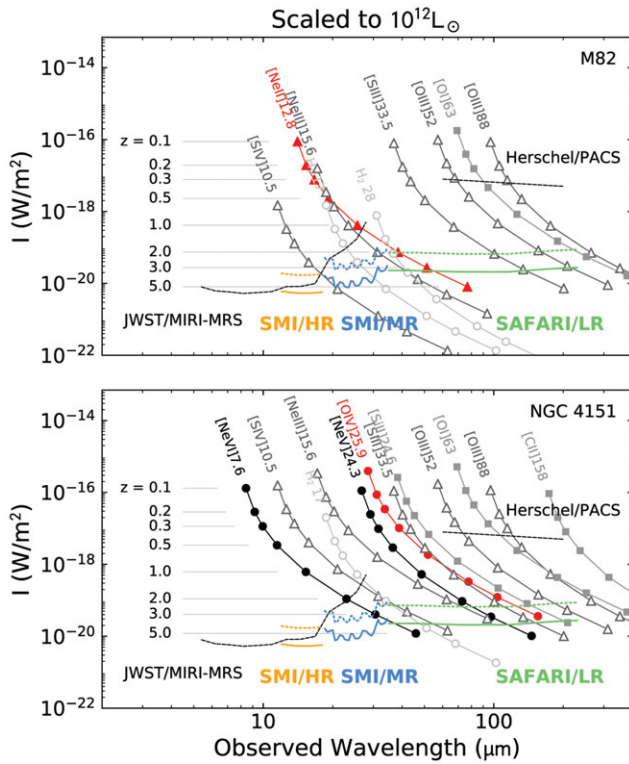 Scaled to 10¹²L⊙
M82
I (W/m²)
10⁻¹⁴
10⁻¹⁶
10⁻¹⁸
10⁻²⁰
10⁻²²
[NeII]12.8
[NeIII]15.6
[SIV]10.5
H₂ 28
[SiII]33.5
[OIII]52
[OI]63
[OIII]88
z = 0.1
0.2
0.3
0.5
1.0
2.0
3.0
5.0
Herschel/PACS
JWST/MIRI-MRS
SMI/HR
SMI/MR
SAFARI/LR
NGC 4151
I (W/m²)
10⁻¹⁴
10⁻¹⁶
10⁻¹⁸
10⁻²⁰
10⁻²²
[NeVI]7.6
[SIV]10.5
[NeIII]15.6
H₂ 17
[OIV]25.9
[NeV]24.3
[OIII]52
[OI]63
[OIII]88
[CII]158
z = 0.1
0.2
0.3
0.5
1.0
2.0
3.0
5.0
Herschel/PACS
JWST/MIRI-MRS
SMI/HR
SMI/MR
SAFARI/LR
10
100
Observed Wavelength (μm)